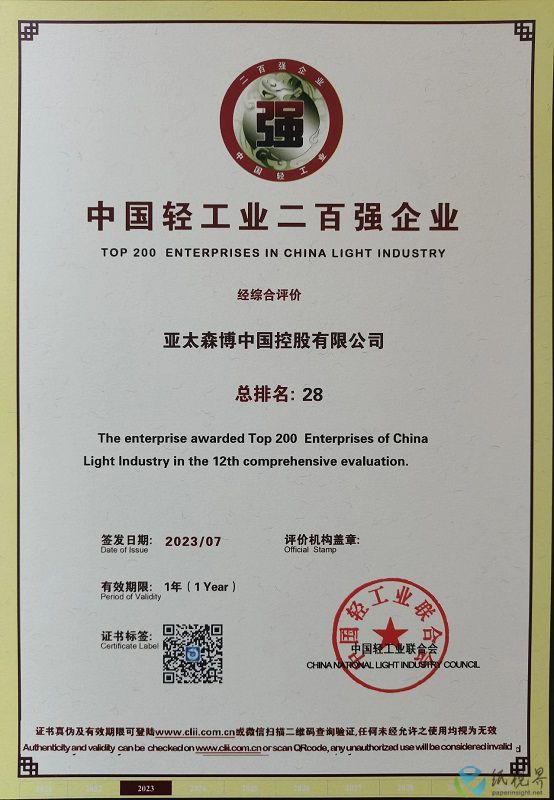 二百强企业
强
中国轻工业
中国轻工业二百强企业
TOP 200 ENTERPRISES IN CHINA LIGHT INDUSTRY
经综合评价
亚太森博中国控股有限公司
总排名: 28
The enterprise awarded Top 200 Enterprises of China
Light Industry in the 12th comprehensive evaluation.
签发日期: 2023/07
Date of Issue
评价机构盖章:
Official Stamp
有效期限: 1年 ( 1 Year )
Period of Validity
证书标签:
Certificate Label
中国轻工业联合会
中国轻工业联合会
CHINA NATIONAL LIGHT INDUSTRY COUNCIL
证书真伪及有效期限可登陆www.clii.com.cn或微信扫描二维码查询验证,任何未经允许之使用均视为无效
Authenticity and validity can be checked on www.clii.com.cn or scan QRcode, any unauthorized use will be considered invalid
2021 2022 2023 2024 2025 2026 2027 2028
纸视界
paperinsight.net